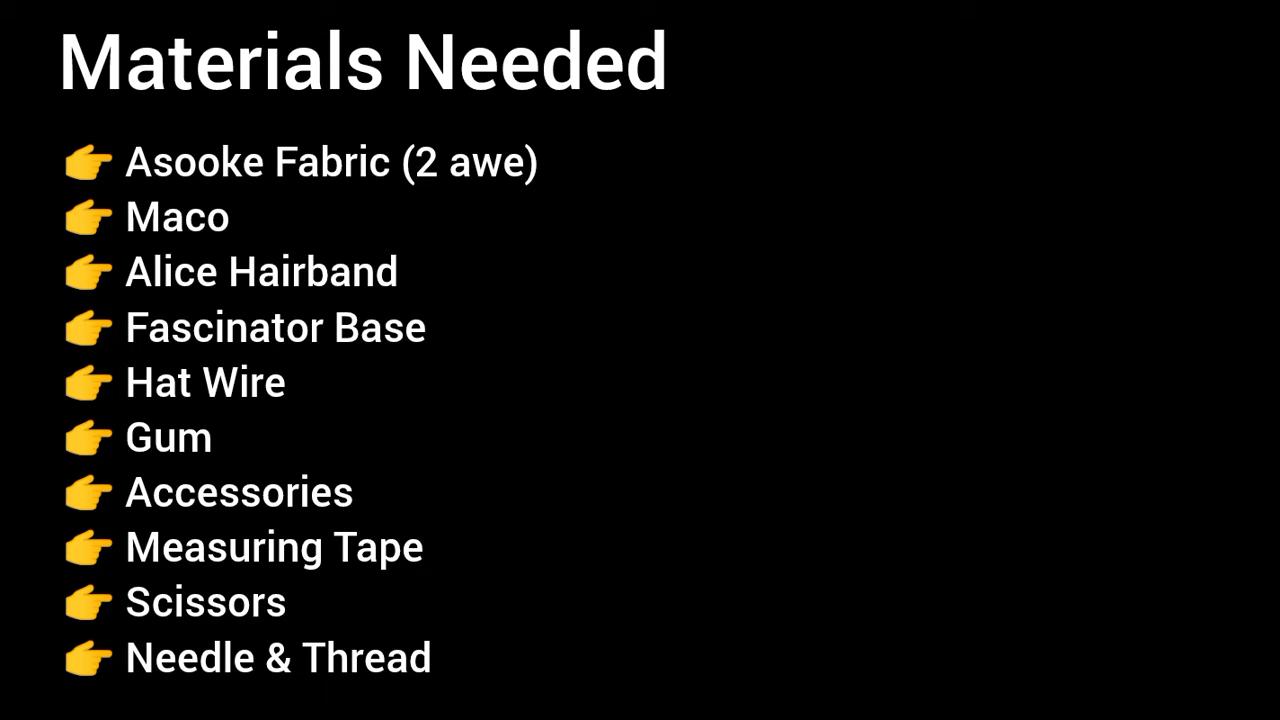 Materials Needed
👉 Asooke Fabric (2 awe)
👉 Maco
👉 Alice Hairband
👉 Fascinator Base
👉 Hat Wire
👉 Gum
👉 Accessories
👉 Measuring Tape
👉 Scissors
👉 Needle & Thread